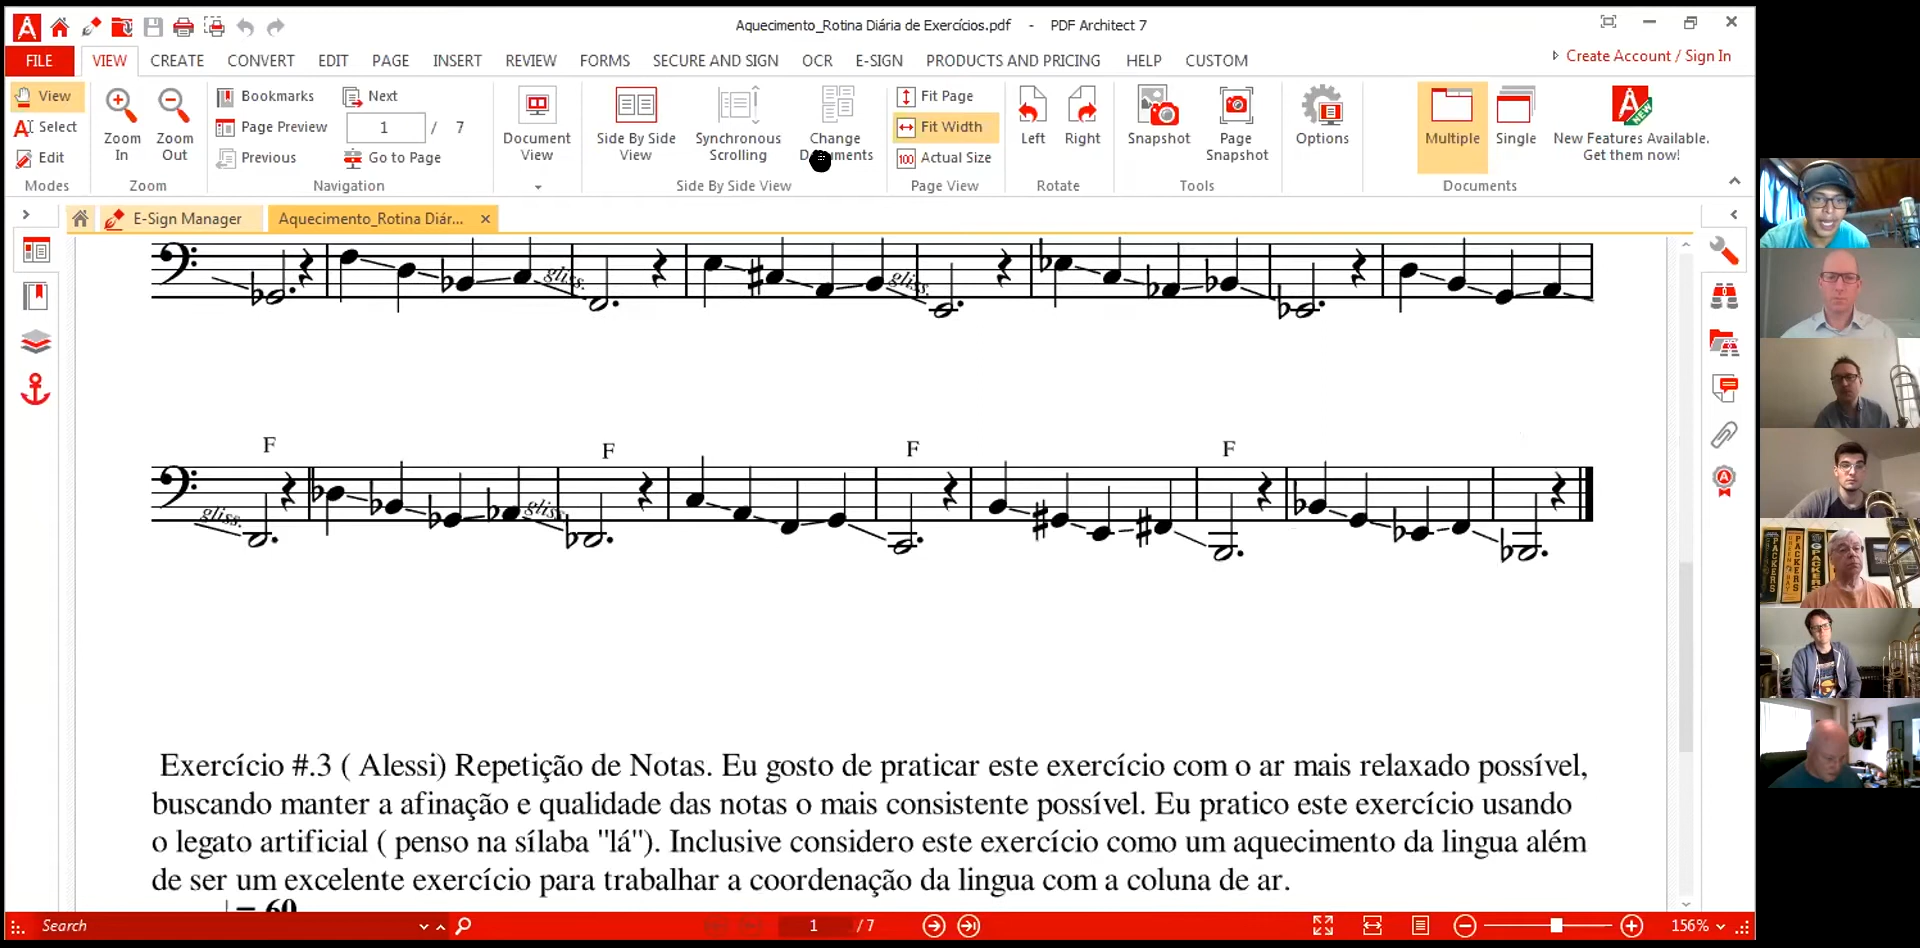 Aquecimento_Rotina Diária de Exercícios.pdf - PDF Architect 7
FILE VIEW CREATE CONVERT EDIT PAGE INSERT REVIEW FORMS SECURE AND SIGN OCR E-SIGN PRODUCTS AND PRICING HELP CUSTOM
Create Account / Sign In
View
Select
Edit
Modes
Zoom In
Zoom Out
Zoom
Bookmarks
Page Preview
Previous
Next
1 / 7
Go to Page
Navigation
Document View
Side By Side View
Synchronous Scrolling
Change
Side By Side View
Fit Page
Fit Width
100 Actual Size
Page View
Left
Right
Rotate
Snapshot
Page Snapshot
Tools
Options
Multiple
Single
Documents
NEW
New Features Available.
Get them now!
E-Sign Manager
Aquecimento_Rotina Diár...
gliss. gliss.
F F F F
gliss. gliss.
Exercício #.3 ( Alessi) Repetição de Notas. Eu gosto de praticar este exercício com o ar mais relaxado possível,
buscando manter a afinação e qualidade das notas o mais consistente possível. Eu pratico este exercício usando
o legato artificial ( penso na sílaba "lá"). Inclusive considero este exercício como um aquecimento da lingua além
de ser um excelente exercício para trabalhar a coordenação da lingua com a coluna de ar.
= 60
Search
1 / 7
156%
PACKERS
PACKERS